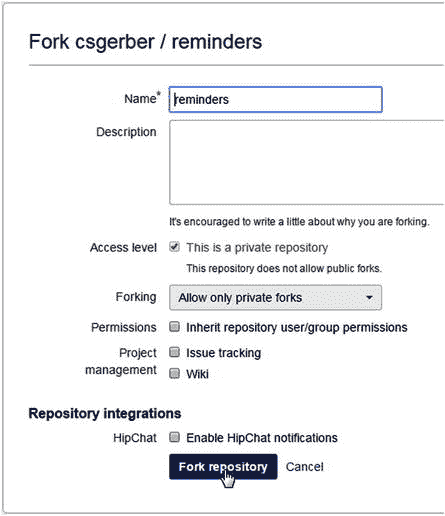 Fork csgerber / reminders
Name* reminders
Description
It's encouraged to write a little about why you are forking.
Access level This is a private repository
This repository does not allow public forks.
Forking Allow only private forks
Permissions Inherit repository user/group permissions
Project management Issue tracking
Wiki
Repository integrations
HipChat Enable HipChat notifications
Fork repository Cancel